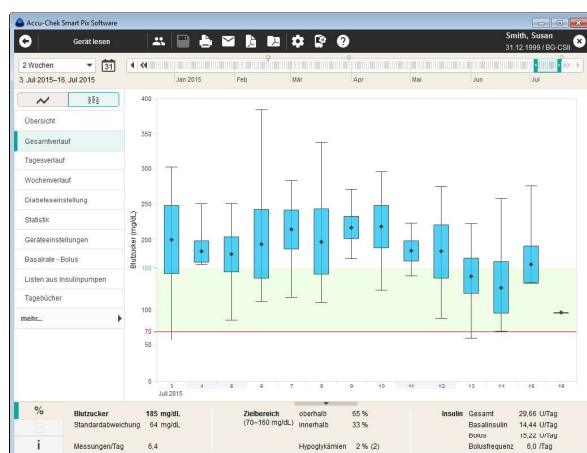 Accu-Chek Smart Pix Software
Gerät lesen
Smith, Susan
31.12.1999 / BG-CSII
2 Wochen
31
3. Jul 2015–16. Jul 2015
Jan 2015 Feb Mär Apr Mai Jun Jul
Übersicht
Gesamtverlauf
Tagesverlauf
Wochenverlauf
Diabeteseinstellung
Statistik
Geräteeinstellungen
Basalrate - Bolus
Listen aus Insulinpumpen
Tagebücher
mehr...
Blutzucker (mg/dL)
400
350
300
250
200
160
100
70
50
0
3 4 5 6 7 8 9 10 11 12 13 14 15 16
Juli 2015
%
i
Blutzucker 185 mg/dL
Standardabweichung 64 mg/dL
Messungen/Tag 6,4
Zielbereich oberhalb 65 %
(70–160 mg/dL) innerhalb 33 %
Hypoglykämien 2 % (2)
Insulin Gesamt 29,66 U/Tag
Basalinsulin 14,44 U/Tag
Bolus 15,22 U/Tag
Bolusfrequenz 6,0 /Tag